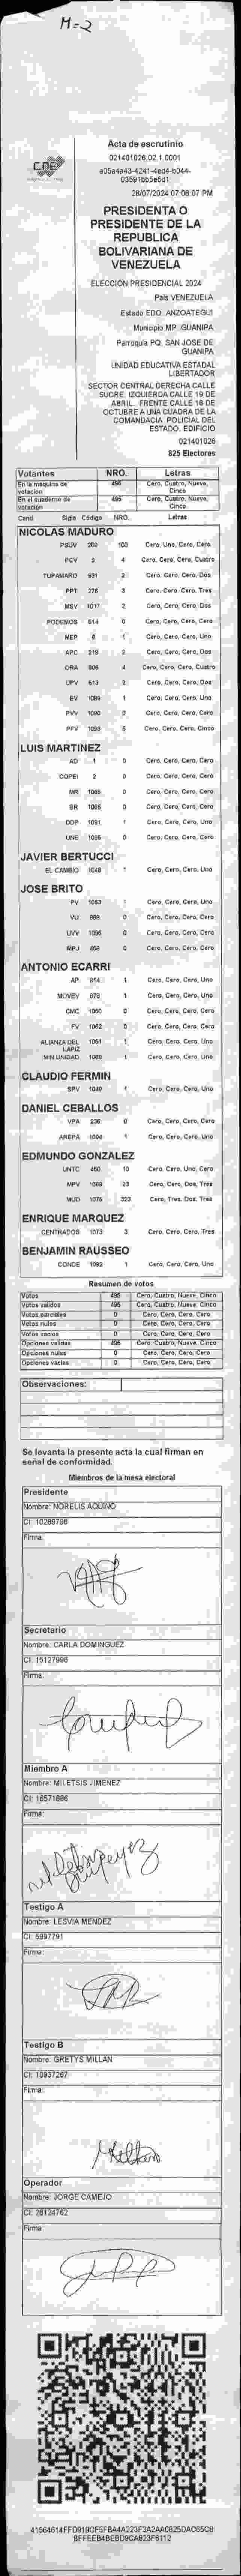 M-2
Acta de escrutinio
CNE
021401026.02.1.0001
a05a4a43-4241-4ed4-b044-
03591bb5e5d1
28/07/2024 07:08:07 PM
PRESIDENTA O
PRESIDENTE DE LA
REPUBLICA
BOLIVARIANA DE
VENEZUELA
ELECCIÓN PRESIDENCIAL 2024
País VENEZUELA
Estado EDO. ANZOATEGUI
Municipio MP. GUANIPA
Parroquia PQ. SAN JOSE DE
GUANIPA
UNIDAD EDUCATIVA ESTADAL
LIBERTADOR
SECTOR CENTRAL DERECHA CALLE
SUCRE. IZQUIERDA CALLE 19 DE
ABRIL. FRENTE CALLE 18 DE
OCTUBRE A UNA CUADRA DE LA
COMANDACIA POLICIAL DEL
ESTADO. EDIFICIO
021401026
825 Electores
Votantes NRO. Letras
En la máquina de votación 495 Cero, Cuatro, Nueve, Cinco
En el cuaderno de votación 495 Cero, Cuatro, Nueve, Cinco
Cand Sigla Código NRO. Letras
NICOLAS MADURO
PSUV 269 100 Cero, Uno, Cero, Cero
PCV 9 4 Cero, Cero, Cero, Cuatro
TUPAMARO 931 2 Cero, Cero, Cero, Dos
PPT 276 3 Cero, Cero, Cero, Tres
MSV 1017 2 Cero, Cero, Cero, Dos
PODEMOS 614 0 Cero, Cero, Cero, Cero
MEP 6 1 Cero, Cero, Cero, Uno
APC 219 2 Cero, Cero, Cero, Dos
ORA 906 4 Cero, Cero, Cero, Cuatro
UPV 613 2 Cero, Cero, Cero, Dos
EV 1089 1 Cero, Cero, Cero, Uno
PVV 1090 0 Cero, Cero, Cero, Cero
PFV 1093 5 Cero, Cero, Cero, Cinco
LUIS MARTINEZ
AD 1 0 Cero, Cero, Cero, Cero
COPEI 2 0 Cero, Cero, Cero, Cero
MR 1065 0 Cero, Cero, Cero, Cero
BR 1066 0 Cero, Cero, Cero, Cero
DDP 1091 1 Cero, Cero, Cero, Uno
UNE 1095 0 Cero, Cero, Cero, Cero
JAVIER BERTUCCI
EL CAMBIO 1048 1 Cero, Cero, Cero, Uno
JOSE BRITO
PV 1053 1 Cero, Cero, Cero, Uno
VU 968 0 Cero, Cero, Cero, Cero
UVV 1096 0 Cero, Cero, Cero, Cero
MPJ 468 0 Cero, Cero, Cero, Cero
ANTONIO ECARRI
AP 914 1 Cero, Cero, Cero, Uno
MOVEV 979 1 Cero, Cero, Cero, Uno
CMC 1050 0 Cero, Cero, Cero, Cero
FV 1062 0 Cero, Cero, Cero, Cero
ALIANZA DEL LAPIZ 1061 1 Cero, Cero, Cero, Uno
MIN UNIDAD 1088 1 Cero, Cero, Cero, Uno
CLAUDIO FERMIN
SPV 1049 1 Cero, Cero, Cero, Uno
DANIEL CEBALLOS
VPA 236 0 Cero, Cero, Cero, Cero
AREPA 1094 1 Cero, Cero, Cero, Uno
EDMUNDO GONZALEZ
UNTC 460 10 Cero, Cero, Uno, Cero
MPV 1069 23 Cero, Cero, Dos, Tres
MUD 1076 323 Cero, Tres, Dos, Tres
ENRIQUE MARQUEZ
CENTRADOS 1073 3 Cero, Cero, Cero, Tres
BENJAMIN RAUSSEO
CONDE 1092 1 Cero, Cero, Cero, Uno
Resumen de votos
Votos 495 Cero, Cuatro, Nueve, Cinco
Votos validos 495 Cero, Cuatro, Nueve, Cinco
Votos parciales 0 Cero, Cero, Cero, Cero
Votos nulos 0 Cero, Cero, Cero, Cero
Votos vacios 0 Cero, Cero, Cero, Cero
Opciones validas 495 Cero, Cuatro, Nueve, Cinco
Opciones nulas 0 Cero, Cero, Cero, Cero
Opciones vacias 0 Cero, Cero, Cero, Cero
Observaciones:
Se levanta la presente acta la cual firman en
señal de conformidad.
Miembros de la mesa electoral
Presidente
Nombre: NORELIS AQUINO
CI: 10289796
Firma:
Secretario
Nombre: CARLA DOMINGUEZ
CI: 15127996
Firma:
Miembro A
Nombre: MILETSIS JIMENEZ
CI: 16571886
Firma:
Testigo A
Nombre: LESVIA MENDEZ
CI: 5997791
Firma:
Testigo B
Nombre: GRETYS MILLAN
CI: 10937267
Firma:
Operador
Nombre: JORGE CAMEJO
CI: 26124762
Firma:
41564614FFD919CF5FBA4A223F3A2AA0825DAC65CB
BFFEEB4BEBD9CA823F6112